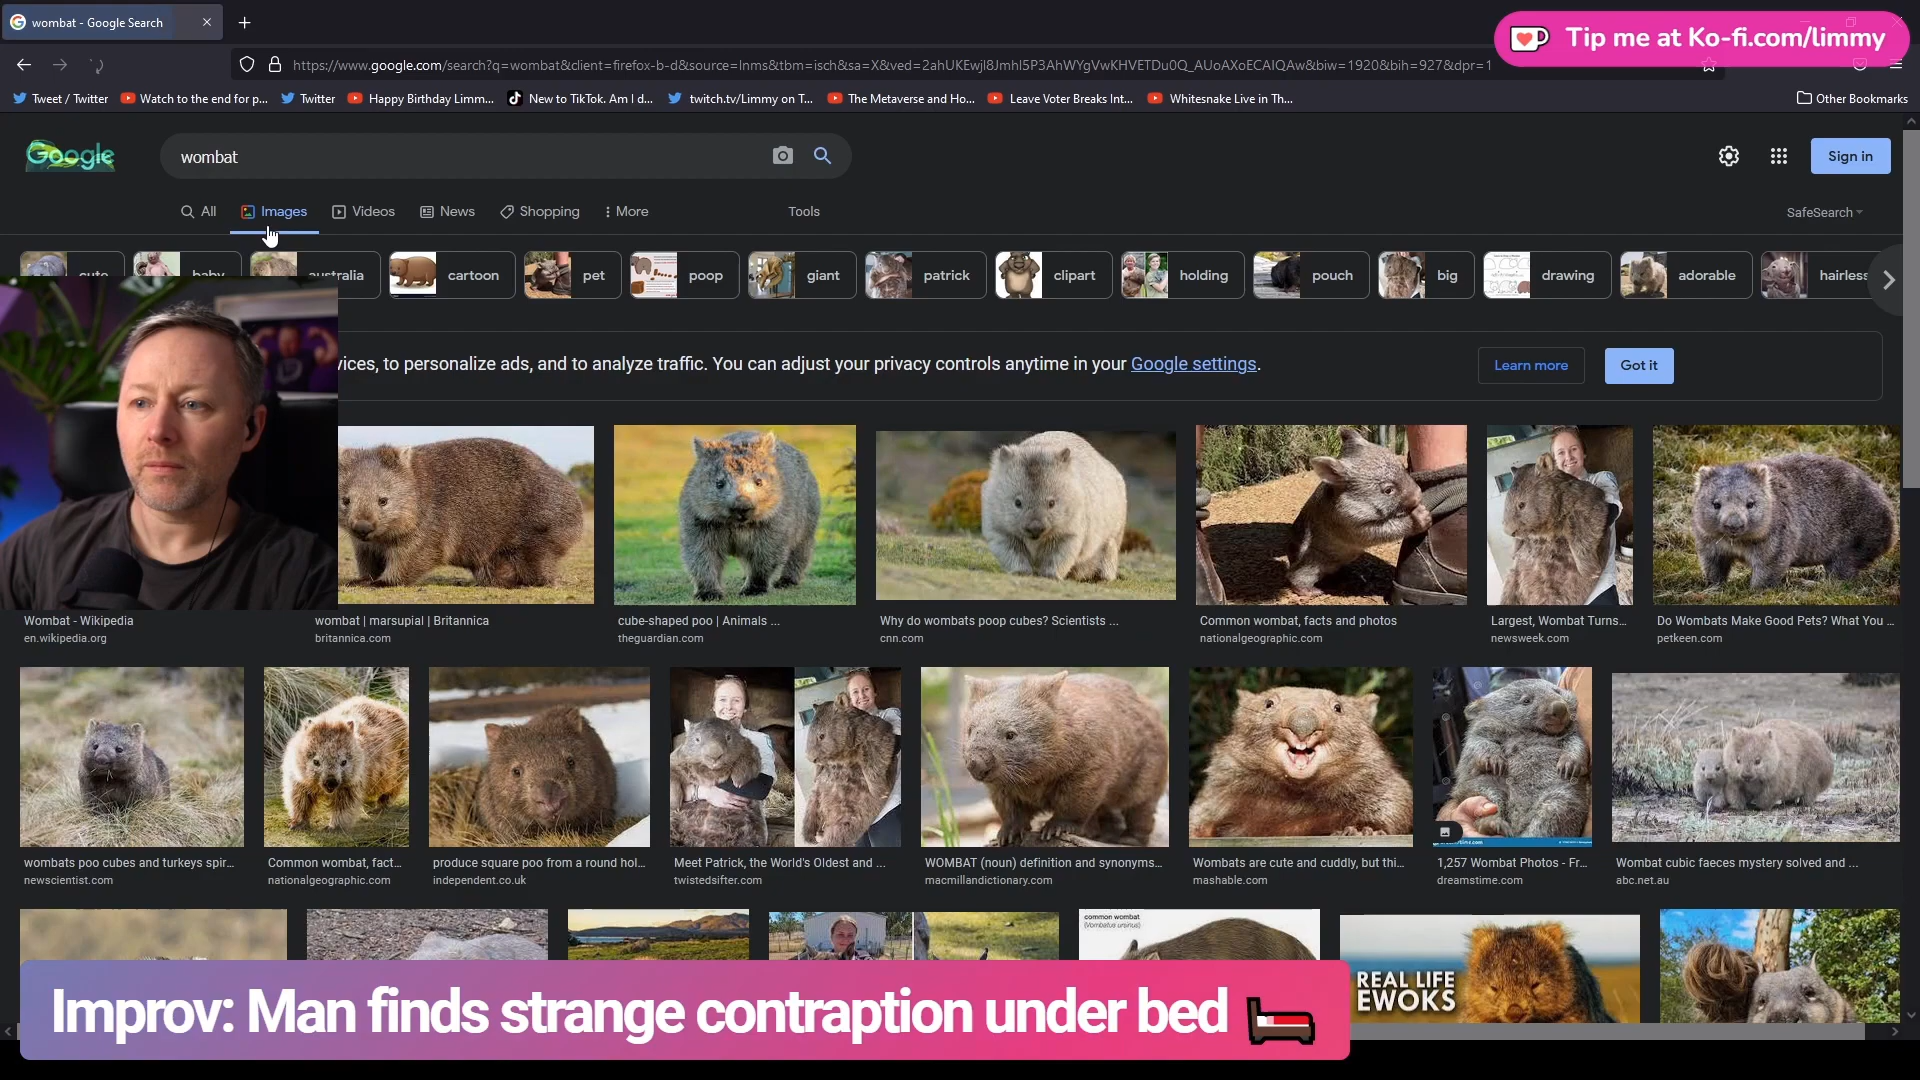 wombat - Google Search
Tip me at Ko-fi.com/limmy
https://www.google.com/search?q=wombat&client=firefox-b-d&source=lnms&tbm=isch&sa=X&ved=2ahUKEwjl8Jmhl5P3AhWYgVwKHVETDu0Q_AUoAXoECAIQAw&biw=1920&bih=927&dpr=1
Tweet / Twitter
Watch to the end for p...
Twitter
Happy Birthday Limm...
New to TikTok. Am I d...
twitch.tv/Limmy on T...
The Metaverse and Ho...
Leave Voter Breaks Int...
Whitesnake Live in Th...
Other Bookmarks
Google
wombat
Sign in
All
Images
Videos
News
Shopping
More
Tools
SafeSearch
cute
baby
australia
cartoon
pet
poop
giant
patrick
clipart
holding
pouch
big
drawing
adorable
hairless
vices, to personalize ads, and to analyze traffic. You can adjust your privacy controls anytime in your Google settings.
Learn more
Got it
Wombat - Wikipedia
en.wikipedia.org
wombat | marsupial | Britannica
britannica.com
cube-shaped poo | Animals ...
theguardian.com
Why do wombats poop cubes? Scientists ...
cnn.com
Common wombat, facts and photos
nationalgeographic.com
Largest, Wombat Turns...
newsweek.com
Do Wombats Make Good Pets? What You ...
petkeen.com
wombats poo cubes and turkeys spir...
newscientist.com
Common wombat, fact...
nationalgeographic.com
produce square poo from a round hol...
independent.co.uk
Meet Patrick, the World's Oldest and ...
twistedsifter.com
WOMBAT (noun) definition and synonyms...
macmillandictionary.com
Wombats are cute and cuddly, but thi...
mashable.com
1,257 Wombat Photos - Fr...
dreamstime.com
Wombat cubic faeces mystery solved and ...
abc.net.au
common wombat
(Vombatus ursinus)
REAL LIFE
EWOKS
Improv: Man finds strange contraption under bed